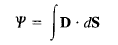 Ψ = ∫ D · dS